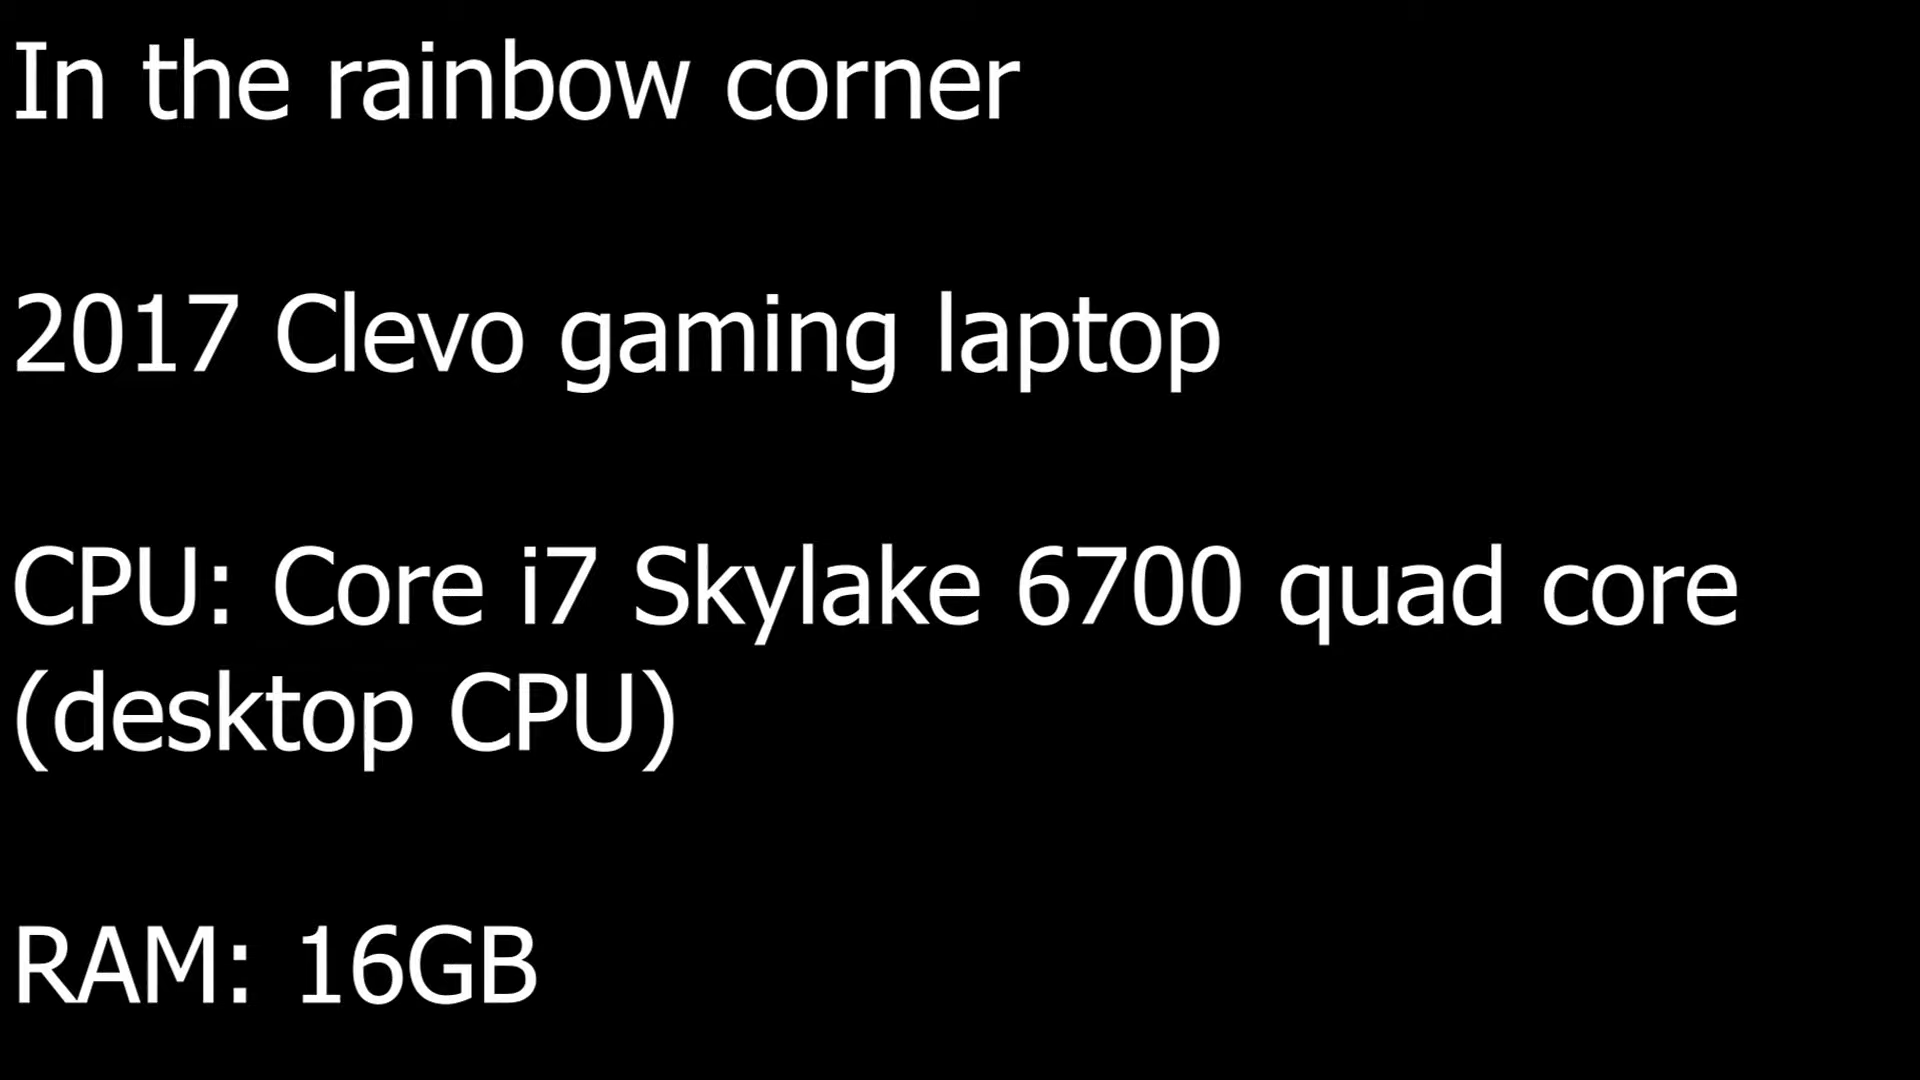 In the rainbow corner
2017 Clevo gaming laptop
CPU: Core i7 Skylake 6700 quad core
(desktop CPU)
RAM: 16GB